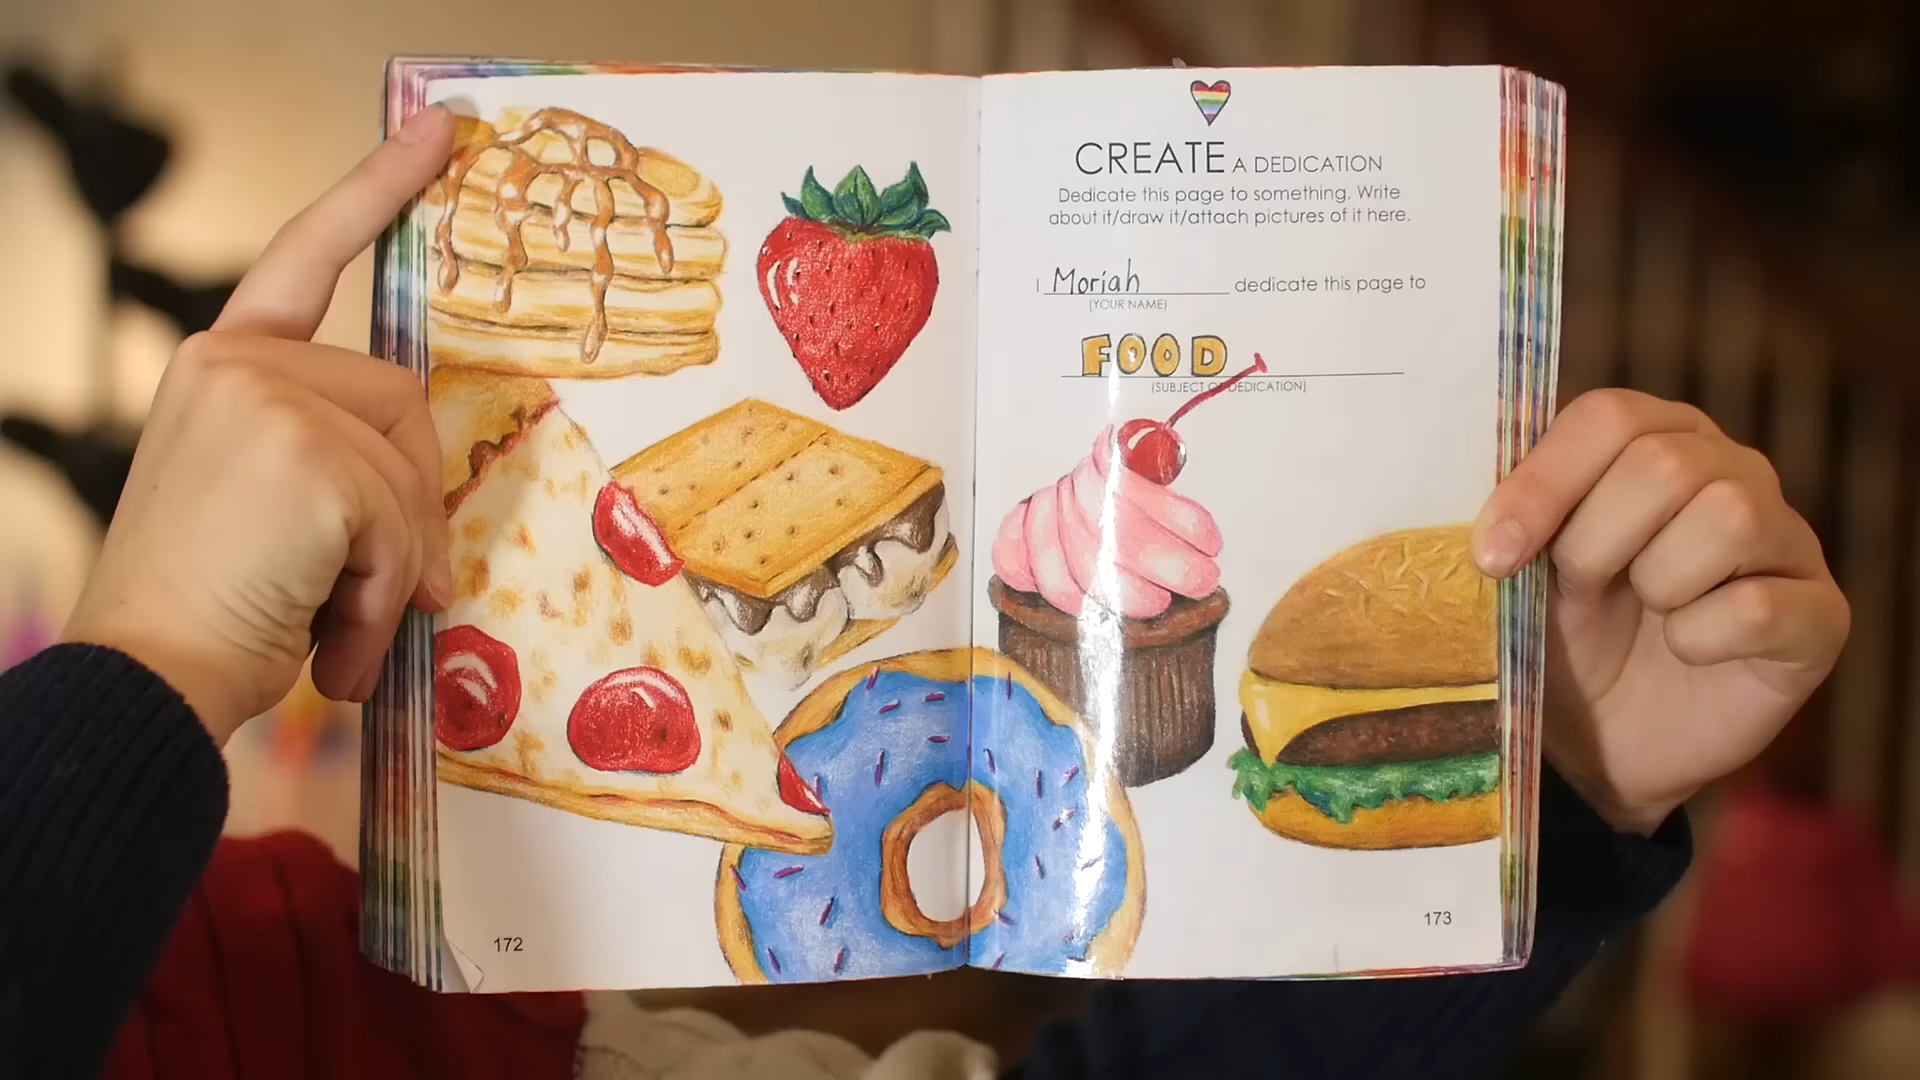 CREATE A DEDICATION
Dedicate this page to something. Write
about it/draw it/attach pictures of it here.
I Moriah dedicate this page to
(YOUR NAME)
FOOD
(SUBJECT OF DEDICATION)
172
173